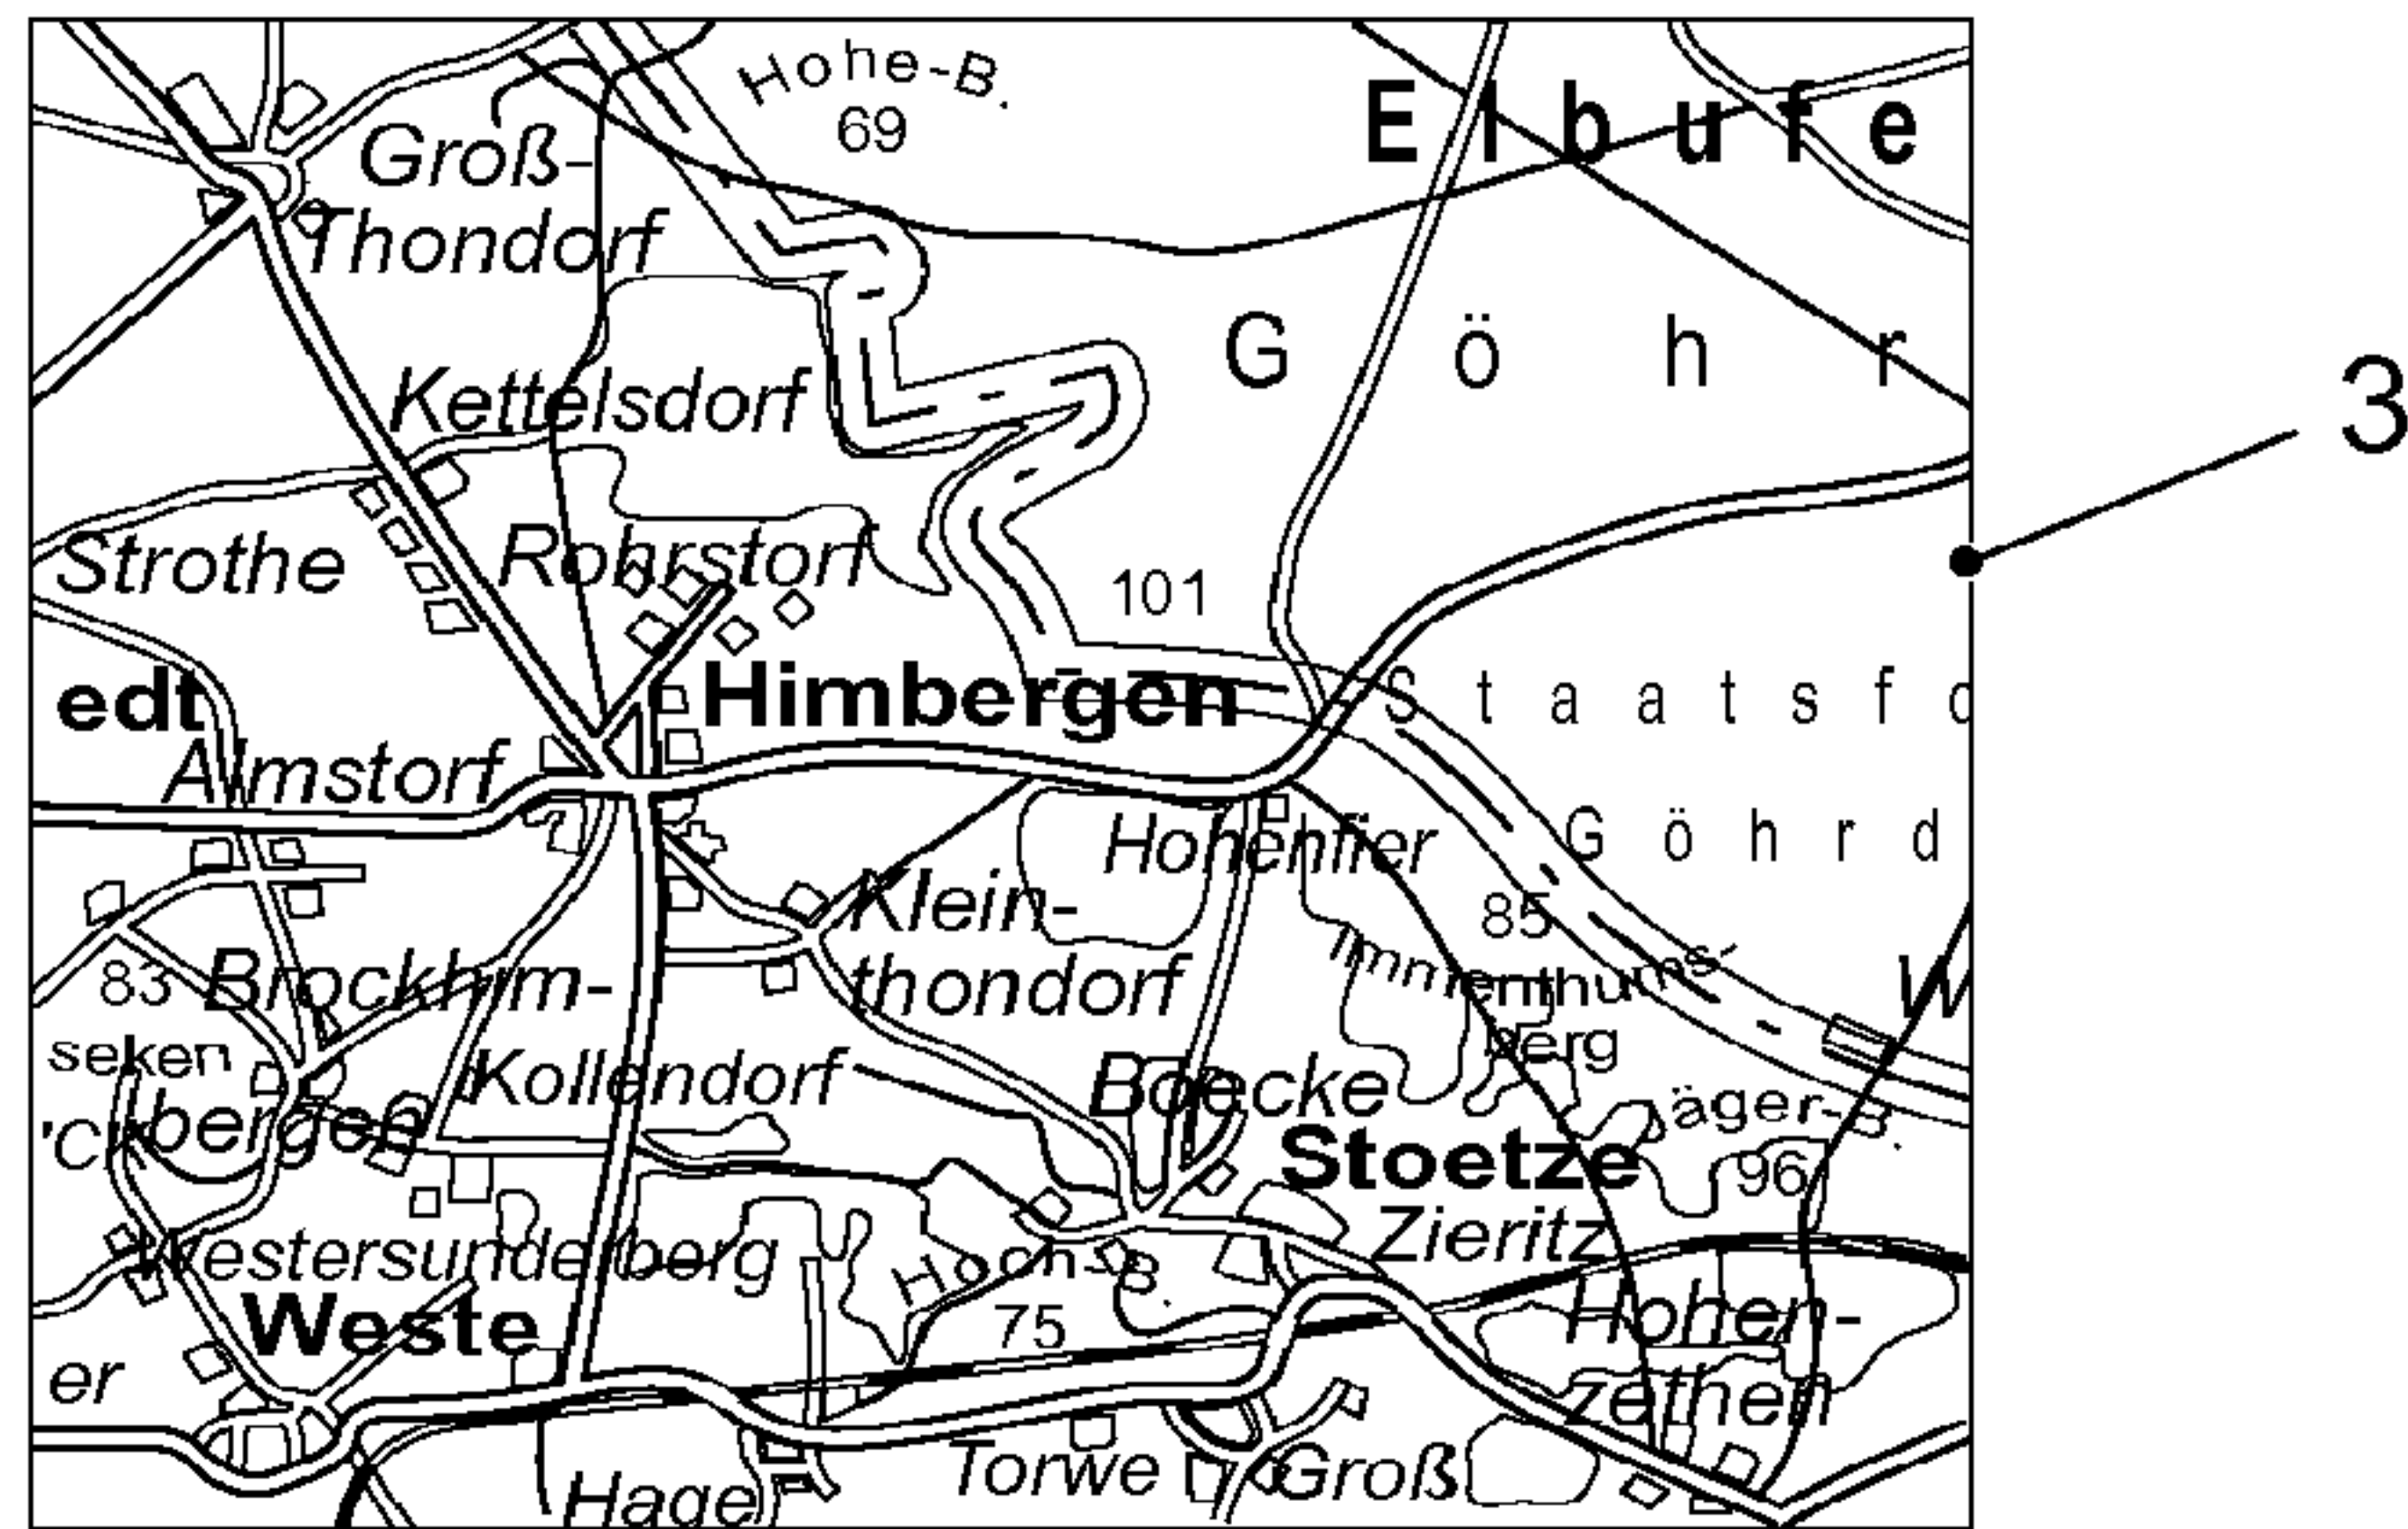 Hohe-B.
69
Elbufe
Groß-
Thondorf
Göhr
3
Kettelsdorf
Strothe
Rohrstorf
101
edt
Himbergen
Staatsfo
Almstorf
Göhrd
Hohenfier
Klein-
thondorf
85
83
Brockhim-
seken
bergen
Kollendorf
Boecke
berg
äger-B.
96
Stoetze
Zieritz
Westersunderberg
Hoch-B.
75
Weste
Hohen-
zethen
er
Torwe
Groß
Hage
W